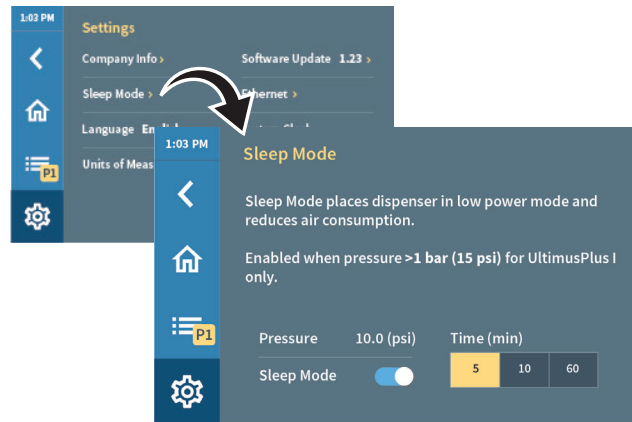 1:03 PM
Settings
Company Info >
Software Update 1.23 >
Sleep Mode >
Ethernet >
Language
Units of
P1
1:03 PM
Sleep Mode
Sleep Mode places dispenser in low power mode and
reduces air consumption.
Enabled when pressure >1 bar (15 psi) for UltimusPlus I
only.
P1
Pressure 10.0 (psi)
Time (min)
Sleep Mode
5 10 60